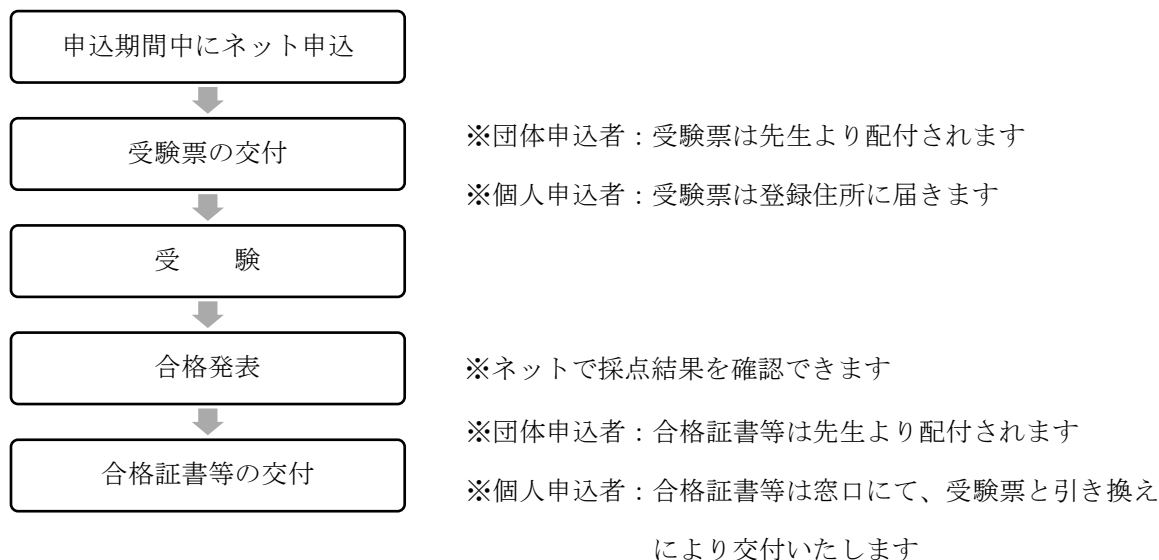 申込期間中にネット申込
受験票の交付
※団体申込者：受験票は先生より配付されます
※個人申込者：受験票は登録住所に届きます
受　　験
合格発表
※ネットで採点結果を確認できます
合格証書等の交付
※団体申込者：合格証書等は先生より配付されます
※個人申込者：合格証書等は窓口にて、受験票と引き換え
により交付いたします